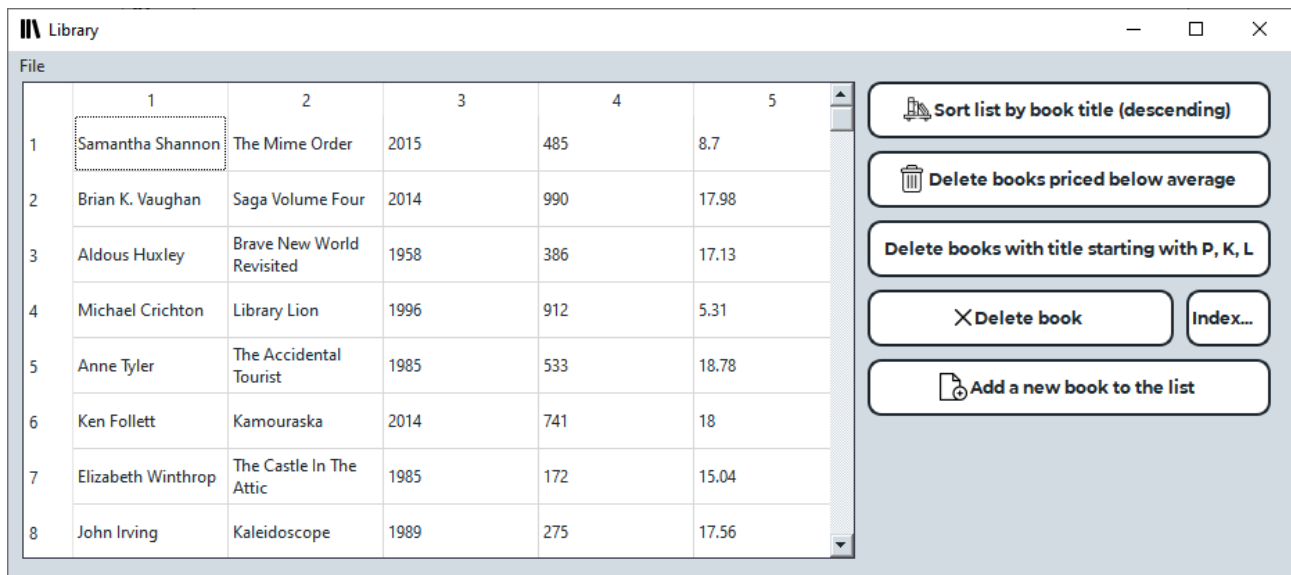 Library
File
1 2 3 4 5
1 Samantha Shannon The Mime Order 2015 485 8.7
2 Brian K. Vaughan Saga Volume Four 2014 990 17.98
3 Aldous Huxley Brave New World Revisited 1958 386 17.13
4 Michael Crichton Library Lion 1996 912 5.31
5 Anne Tyler The Accidental Tourist 1985 533 18.78
6 Ken Follett Kamouraska 2014 741 18
7 Elizabeth Winthrop The Castle In The Attic 1985 172 15.04
8 John Irving Kaleidoscope 1989 275 17.56
Sort list by book title (descending)
Delete books priced below average
Delete books with title starting with P, K, L
Delete book
Index...
Add a new book to the list